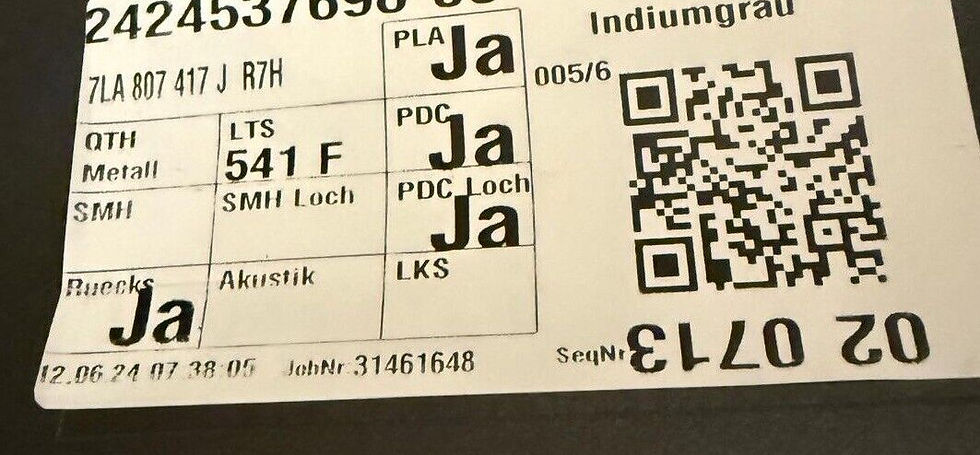 Indiumgrau
7LA 807 417 J R7H
PLA Ja
005/6
QTH
Metall
LTS
541 F
PDC Ja
SMH
SMH Loch
PDC Loch
Ja
Ruecks
Ja
Akustik
LKS
12.06.24 07 38:05 JobNr 31461648
SeqNr 02 0713